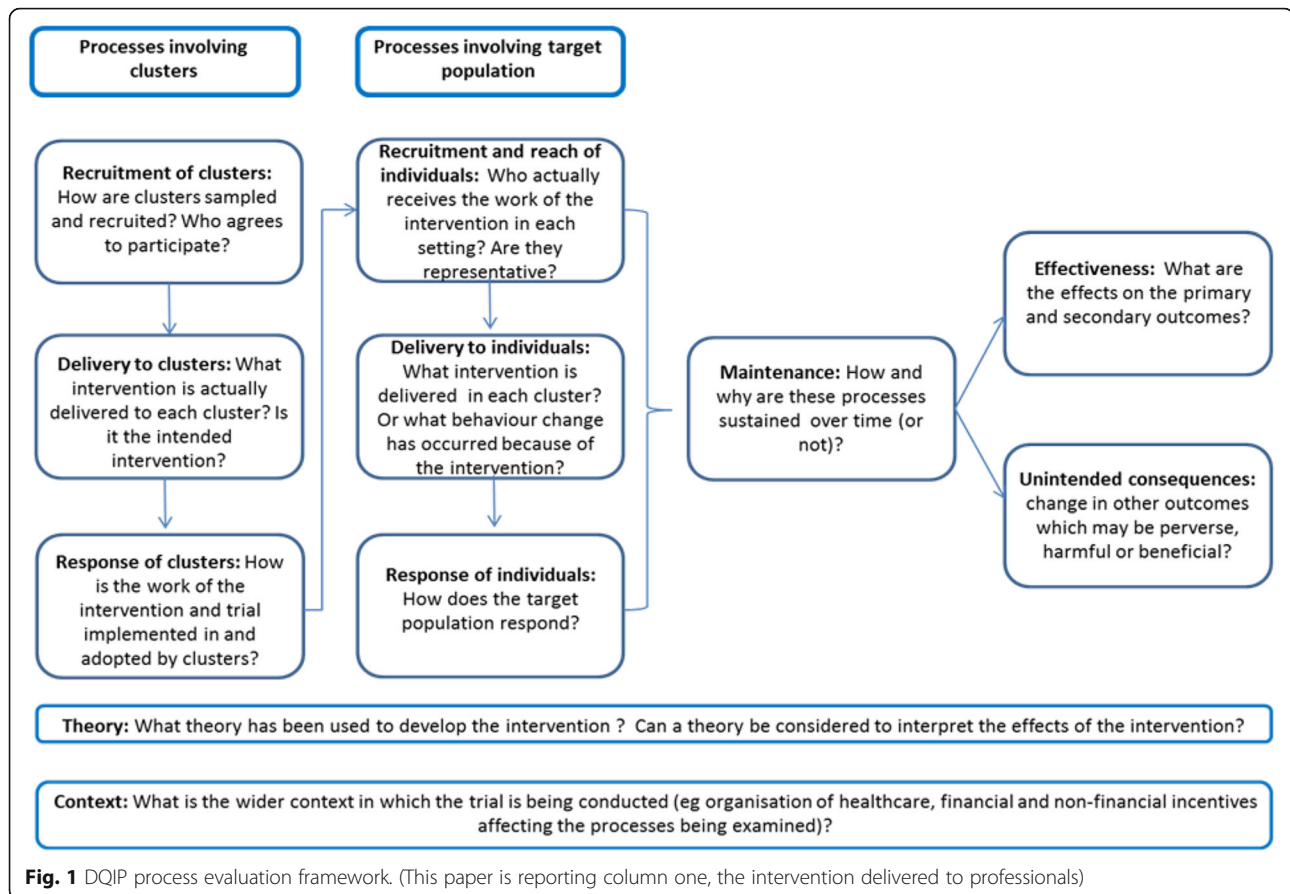 Processes involving
clusters
Processes involving target
population
Recruitment of clusters:
How are clusters sampled
and recruited? Who agrees
to participate?
Delivery to clusters: What
intervention is actually
delivered to each cluster? Is
it the intended
intervention?
Response of clusters: How
is the work of the
intervention and trial
implemented in and
adopted by clusters?
Recruitment and reach of
individuals: Who actually
receives the work of the
intervention in each
setting? Are they
representative?
Delivery to individuals:
What intervention is
delivered in each cluster?
Or what behaviour change
has occurred because of
the intervention?
Response of individuals:
How does the target
population respond?
Maintenance: How and
why are these processes
sustained over time (or
not)?
Effectiveness: What are
the effects on the primary
and secondary outcomes?
Unintended consequences:
change in other outcomes
which may be perverse,
harmful or beneficial?
Theory: What theory has been used to develop the intervention ? Can a theory be considered to interpret the effects of the intervention?
Context: What is the wider context in which the trial is being conducted (eg organisation of healthcare, financial and non-financial incentives
affecting the processes being examined)?
Fig. 1 DQIP process evaluation framework. (This paper is reporting column one, the intervention delivered to professionals)